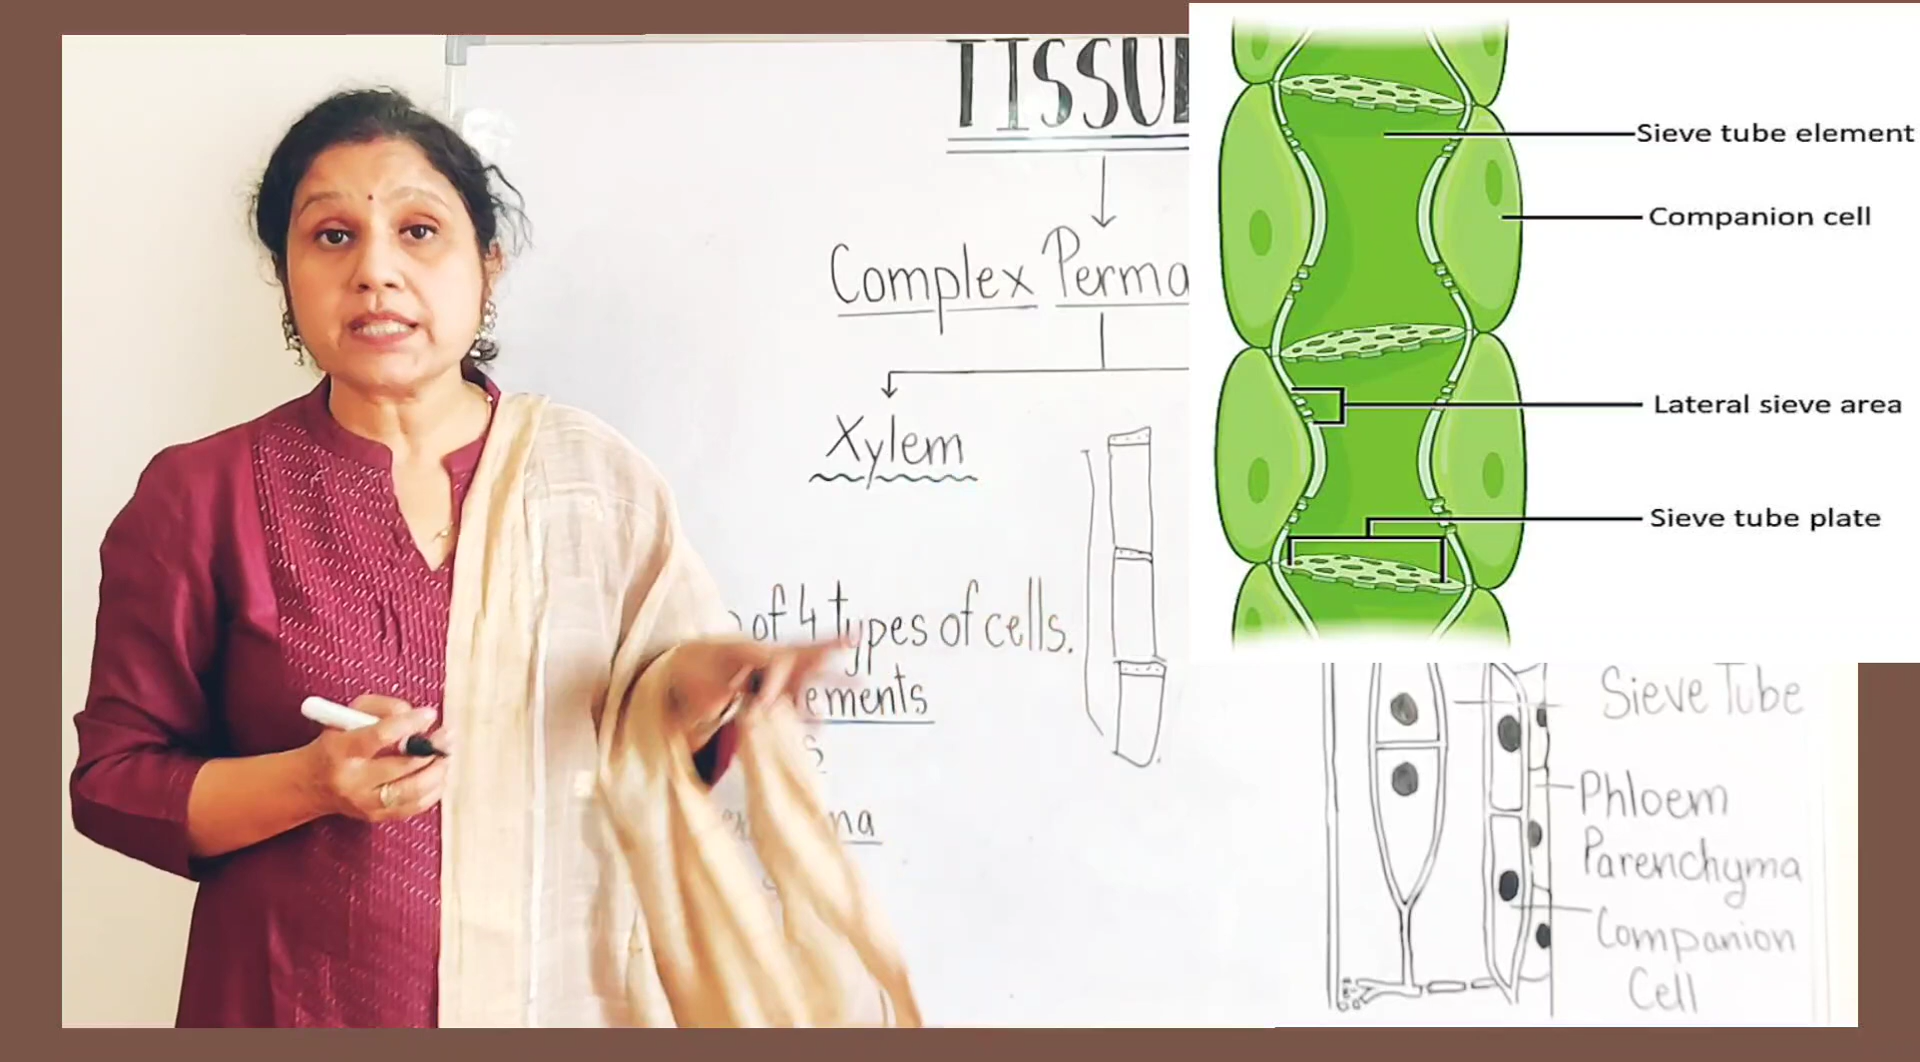 TISSUE
Complex Perma
Xylem
of 4 types of cells.
ements
na
Sieve tube element
Companion cell
Lateral sieve area
Sieve tube plate
Sieve Tube
Phloem
Parenchyma
Companion
Cell